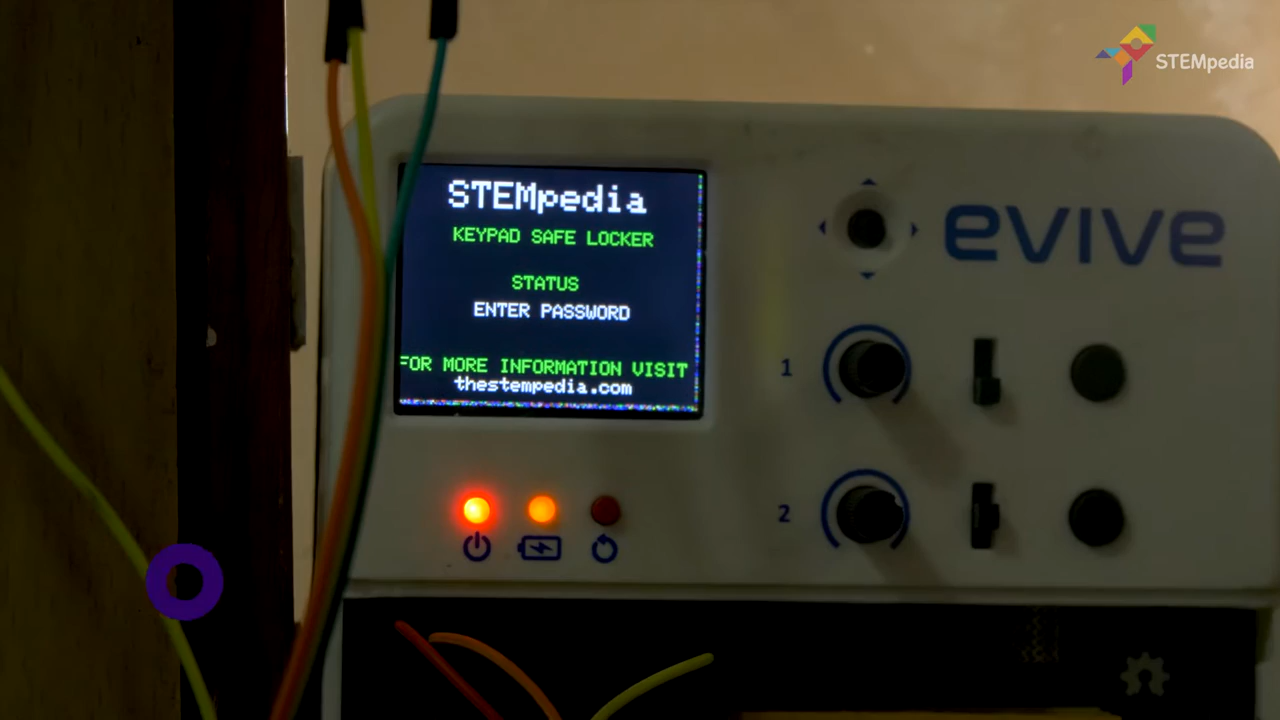 STEMpedia
STEMpedia
KEYPAD SAFE LOCKER
STATUS
ENTER PASSWORD
FOR MORE INFORMATION VISIT
thestempedia.com
evive
1
2